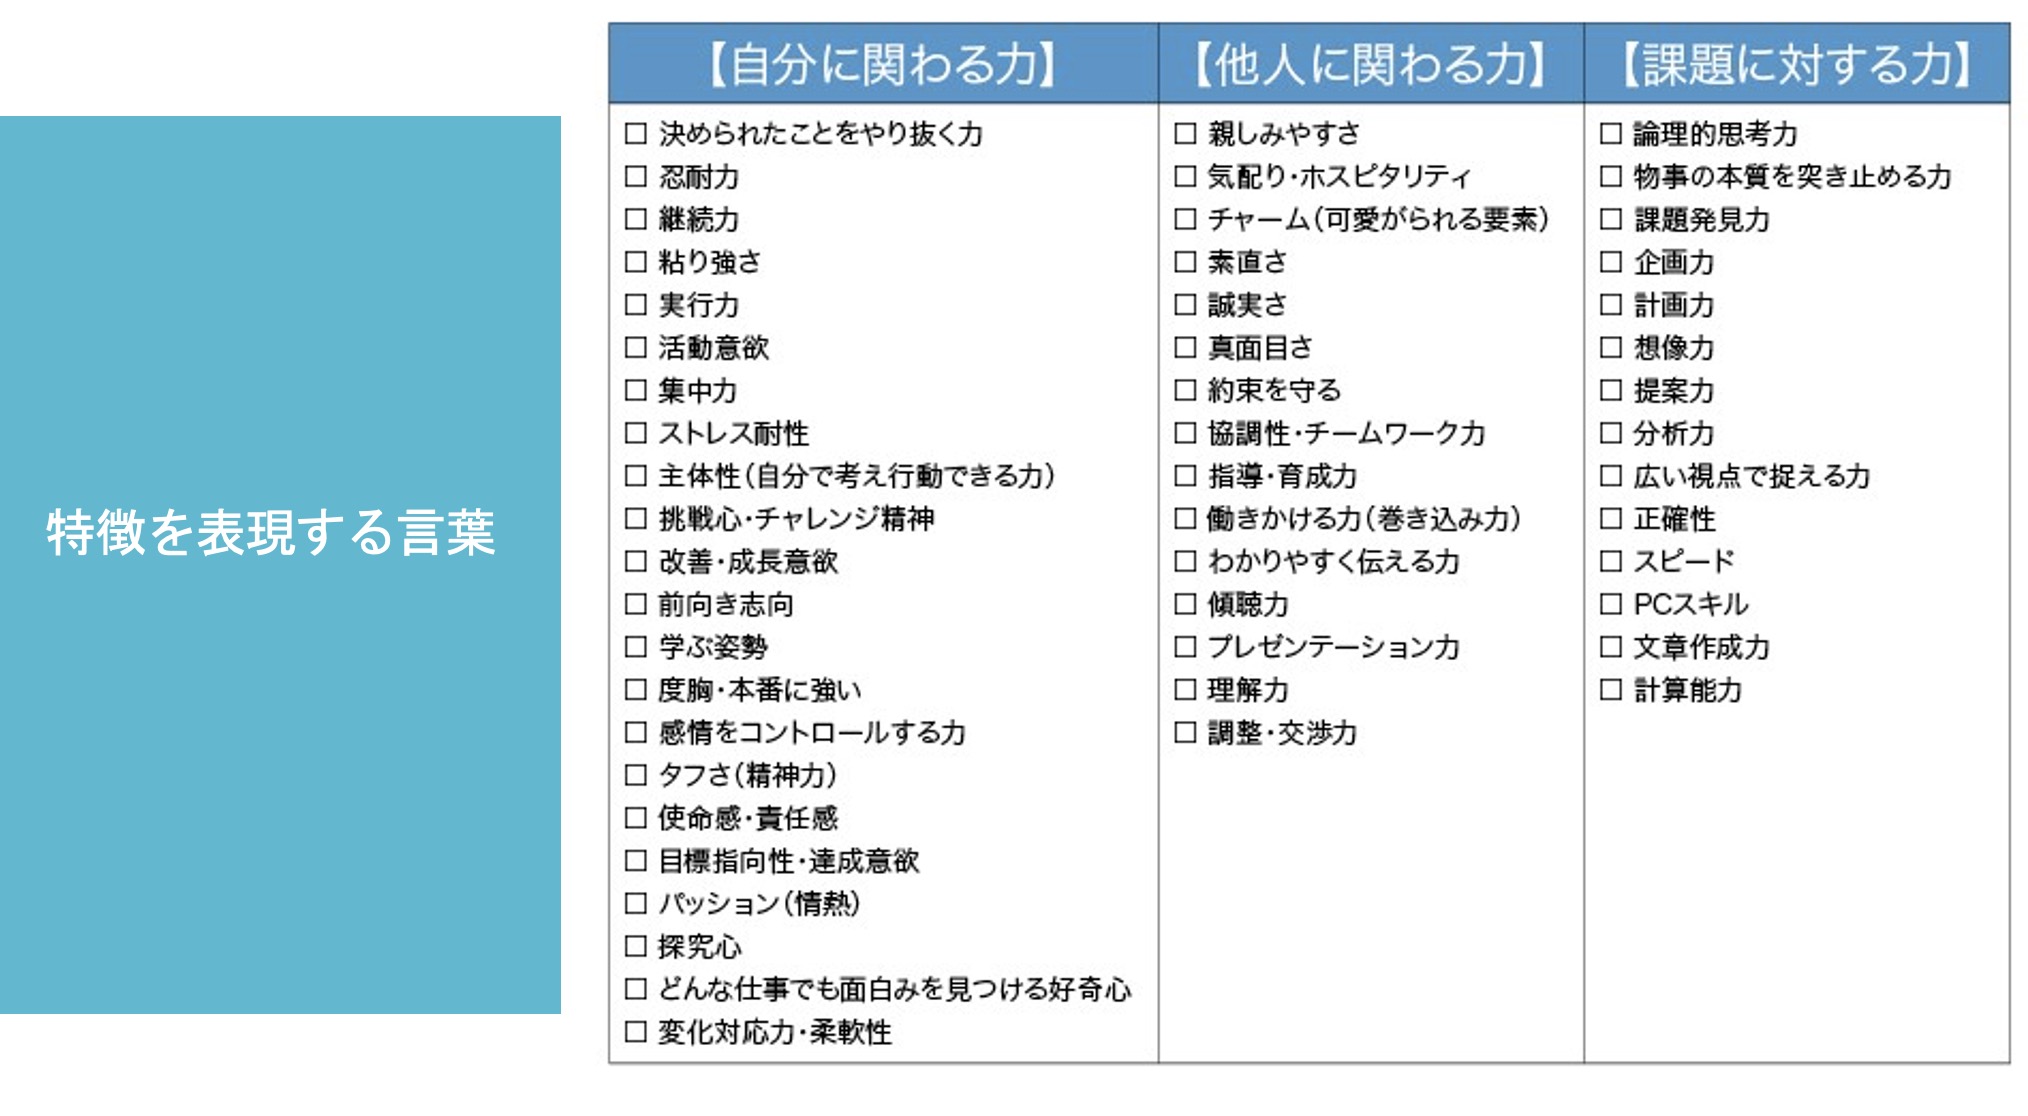 特徴を表現する言葉
【自分に関わる力】
□ 決められたことをやり抜く力
□ 忍耐力
□ 継続力
□ 粘り強さ
□ 実行力
□ 活動意欲
□ 集中力
□ ストレス耐性
□ 主体性（自分で考え行動できる力）
□ 挑戦心・チャレンジ精神
□ 改善・成長意欲
□ 前向き志向
□ 学ぶ姿勢
□ 度胸・本番に強い
□ 感情をコントロールする力
□ タフさ（精神力）
□ 使命感・責任感
□ 目標指向性・達成意欲
□ パッション（情熱）
□ 探究心
□ どんな仕事でも面白みを見つける好奇心
□ 変化対応力・柔軟性
【他人に関わる力】
□ 親しみやすさ
□ 気配り・ホスピタリティ
□ チャーム（可愛がられる要素）
□ 素直さ
□ 誠実さ
□ 真面目さ
□ 約束を守る
□ 協調性・チームワーク力
□ 指導・育成力
□ 働きかける力（巻き込み力）
□ わかりやすく伝える力
□ 傾聴力
□ プレゼンテーション力
□ 理解力
□ 調整・交渉力
【課題に対する力】
□ 論理的思考力
□ 物事の本質を突き止める力
□ 課題発見力
□ 企画力
□ 計画力
□ 想像力
□ 提案力
□ 分析力
□ 広い視点で捉える力
□ 正確性
□ スピード
□ PCスキル
□ 文章作成力
□ 計算能力